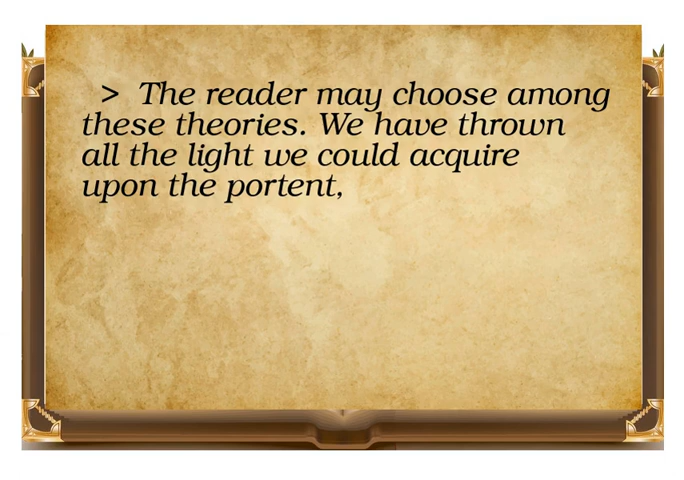 > The reader may choose among
these theories. We have thrown
all the light we could acquire
upon the portent,